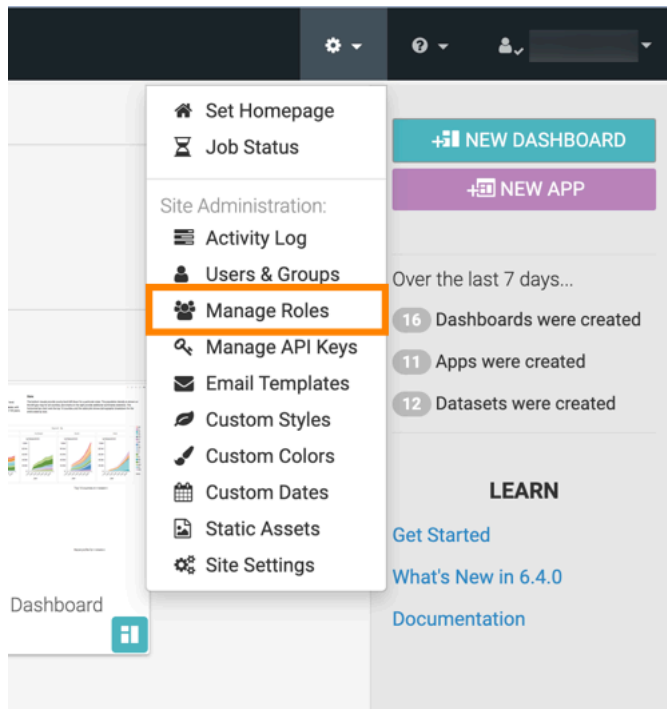 Set Homepage
Job Status
Site Administration:
Activity Log
Users & Groups
Manage Roles
Manage API Keys
Email Templates
Custom Styles
Custom Colors
Custom Dates
Static Assets
Site Settings
NEW DASHBOARD
NEW APP
Over the last 7 days...
16 Dashboards were created
11 Apps were created
12 Datasets were created
LEARN
Get Started
What's New in 6.4.0
Documentation
Dashboard